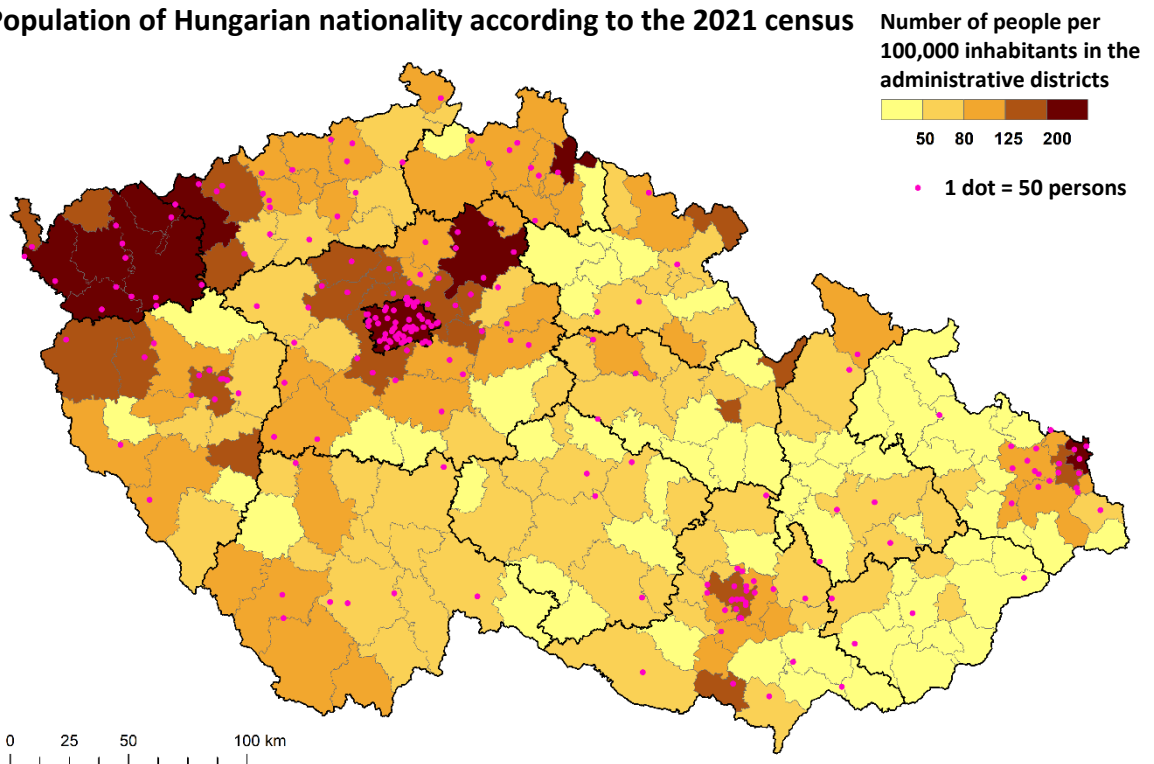 opulation of Hungarian nationality according to the 2021 census
Number of people per
100,000 inhabitants in the
administrative districts
50 80 125 200
1 dot = 50 persons
0 25 50 100 km